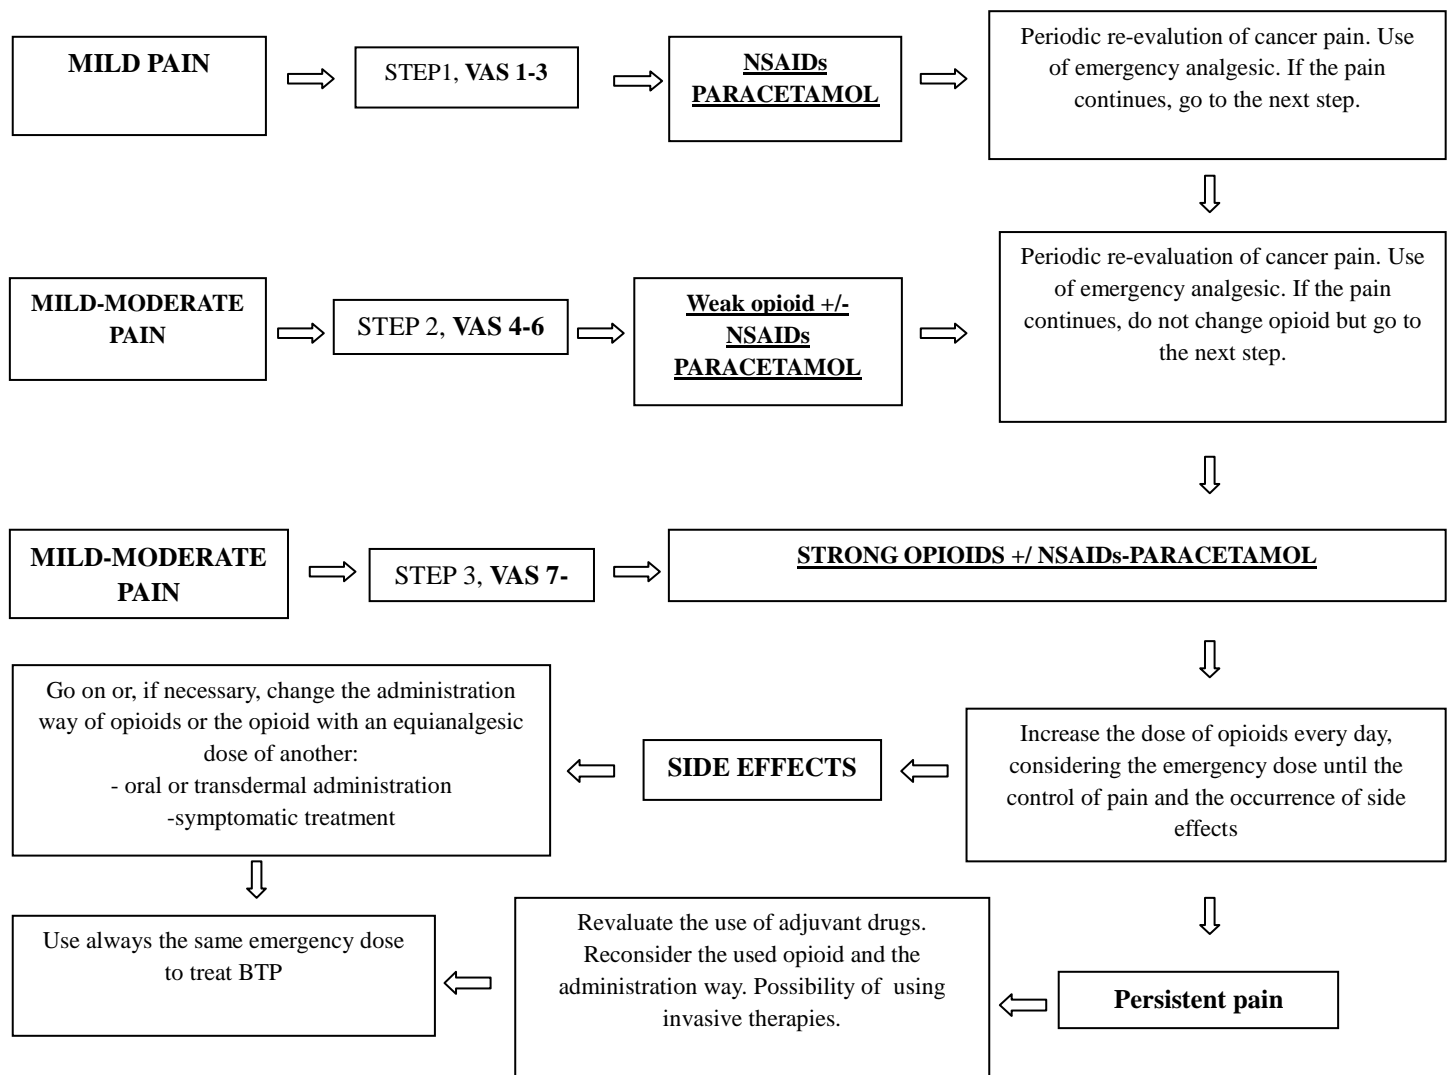 MILD PAIN
STEP1, VAS 1-3
NSAIDs
PARACETAMOL
Periodic re-evalution of cancer pain. Use
of emergency analgesic. If the pain
continues, go to the next step.
MILD-MODERATE
PAIN
STEP 2, VAS 4-6
Weak opioid +/-
NSAIDs
PARACETAMOL
Periodic re-evaluation of cancer pain. Use
of emergency analgesic. If the pain
continues, do not change opioid but go to
the next step.
MILD-MODERATE
PAIN
STEP 3, VAS 7-
STRONG OPIOIDS +/ NSAIDs-PARACETAMOL
Go on or, if necessary, change the administration
way of opioids or the opioid with an equianalgesic
dose of another:
- oral or transdermal administration
-symptomatic treatment
SIDE EFFECTS
Increase the dose of opioids every day,
considering the emergency dose until the
control of pain and the occurrence of side
effects
Use always the same emergency dose
to treat BTP
Revaluate the use of adjuvant drugs.
Reconsider the used opioid and the
administration way. Possibility of using
invasive therapies.
Persistent pain